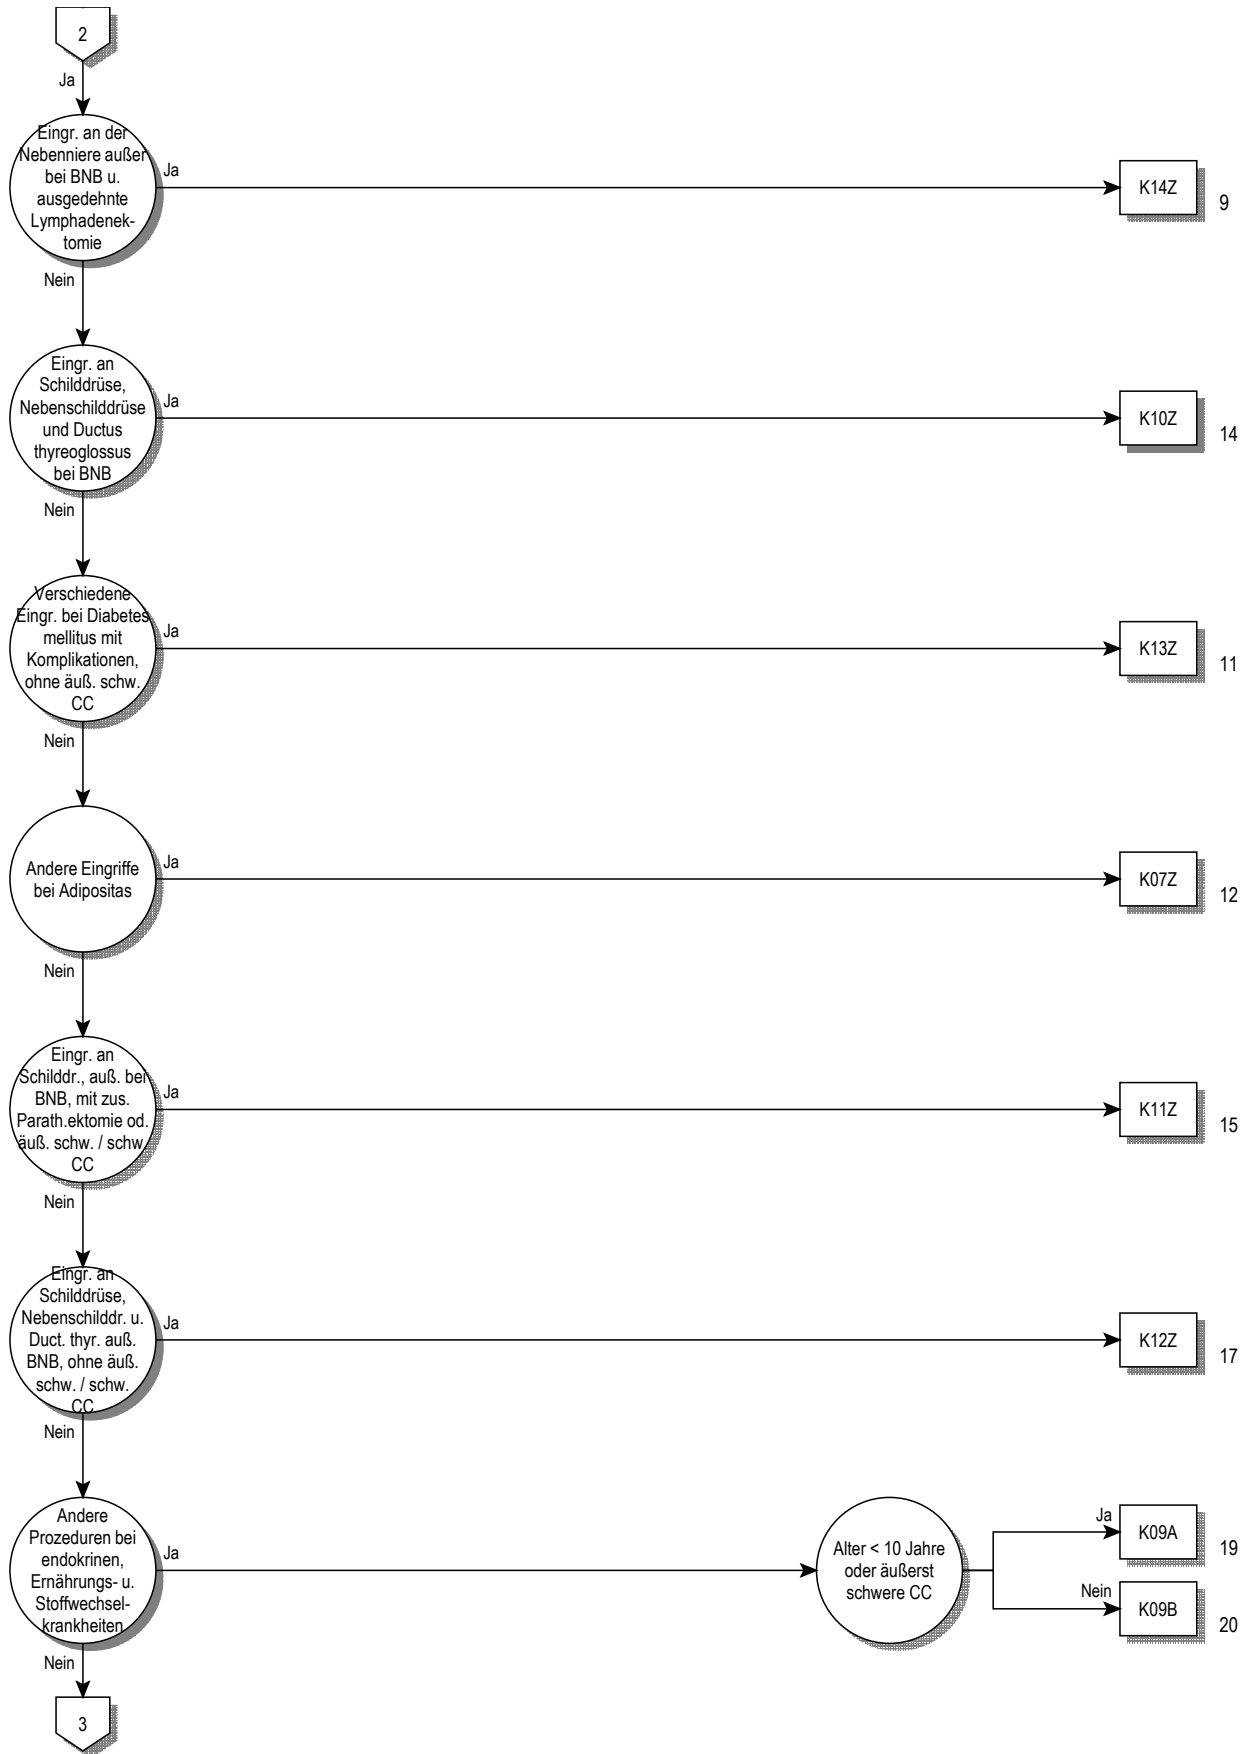 2
Ja
Eingr. an der
Nebenniere außer
bei BNB u.
ausgedehnte
Lymphadenek-
tomie
Ja
K14Z
9
Nein
Eingr. an
Schilddrüse,
Nebenschilddrüse
und Ductus
thyreoglossus
bei BNB
Ja
K10Z
14
Nein
Verschiedene
Eingr. bei Diabetes
mellitus mit
Komplikationen,
ohne äuß. schw.
CC
Ja
K13Z
11
Nein
Andere Eingriffe
bei Adipositas
Ja
K07Z
12
Nein
Eingr. an
Schilddr., auß. bei
BNB, mit zus.
Parath.ektomie od.
äuß. schw. / schw.
CC
Ja
K11Z
15
Nein
Eingr. an
Schilddrüse,
Nebenschilddr. u.
Duct. thyr. auß.
BNB, ohne äuß.
schw. / schw.
CC
Ja
K12Z
17
Nein
Andere
Prozeduren bei
endokrinen,
Ernährungs- u.
Stoffwechsel-
krankheiten
Ja
Alter < 10 Jahre
oder äußerst
schwere CC
Ja
K09A
19
Nein
K09B
20
Nein
3